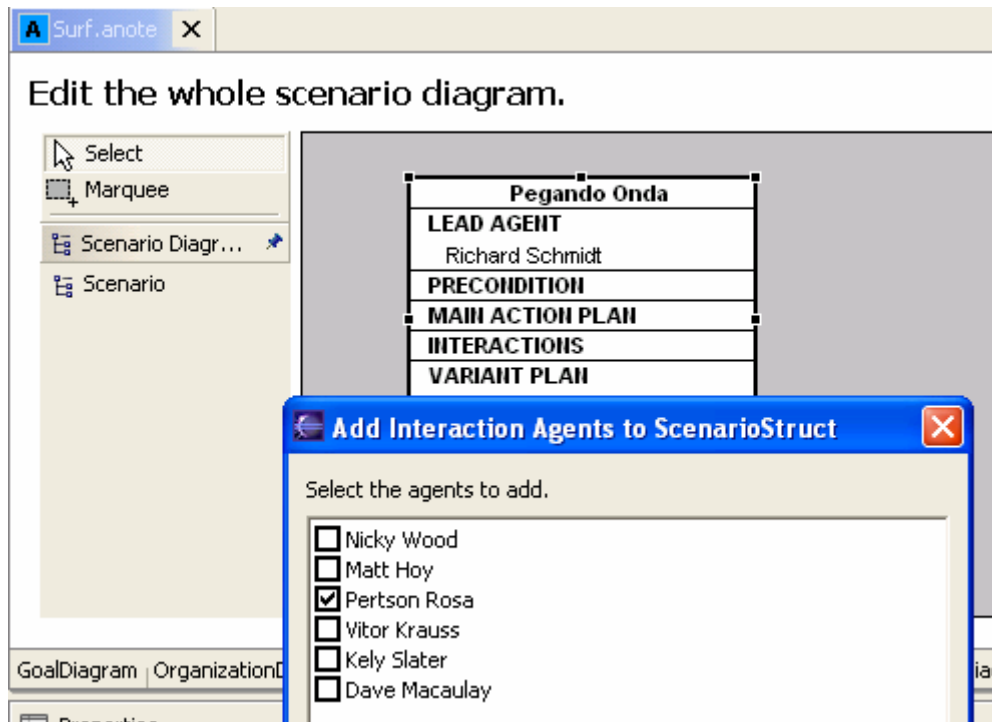 A Surf.anote
Edit the whole scenario diagram.
Select
Marquee
Scenario Diagr...
Scenario
Pegando Onda
LEAD AGENT
Richard Schmidt
PRECONDITION
MAIN ACTION PLAN
INTERACTIONS
VARIANT PLAN
Add Interaction Agents to ScenarioStruct
Select the agents to add.
Nicky Wood
Matt Hoy
Pertson Rosa
Vitor Krauss
Kely Slater
Dave Macaulay
GoalDiagram Organization